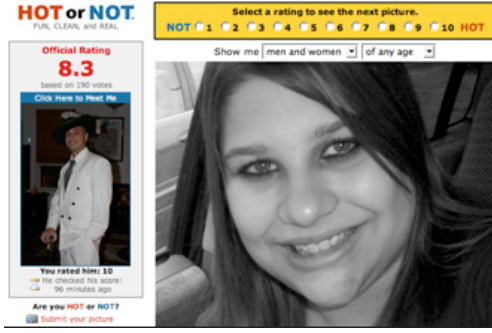 HOT or NOT.
FUN, CLEAN, and REAL
Official Rating
8.3
based on 190 votes
Click Here to Meet Me
You rated him: 10
He checked his score:
96 minutes ago
Are you HOT or NOT?
Submit your picture
Select a rating to see the next picture.
NOT 1 2 3 4 5 6 7 8 9 10 HOT
Show me men and women of any age